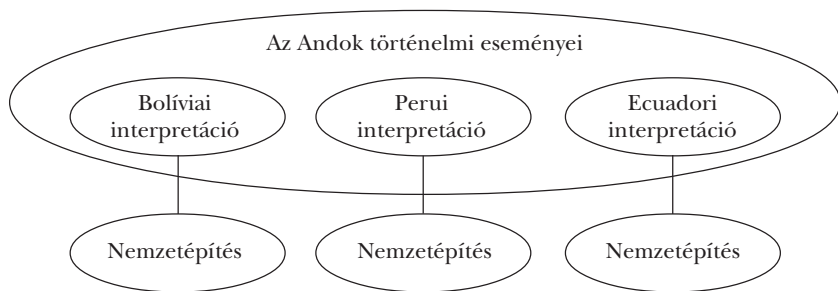 Az Andok történelmi eseményei
Bolíviai
interpretáció
Perui
interpretáció
Ecuadori
interpretáció
Nemzetépítés
Nemzetépítés
Nemzetépítés